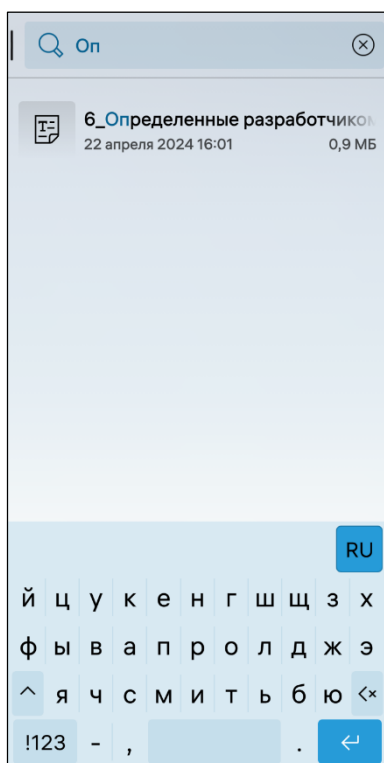 Оп
6_Определенные разработчиком
22 апреля 2024 16:01 0,9 МБ
RU
й ц у к е н г ш щ з х
ф ы в а п р о л д ж э
я ч с м и т ь б ю
!123 - , .